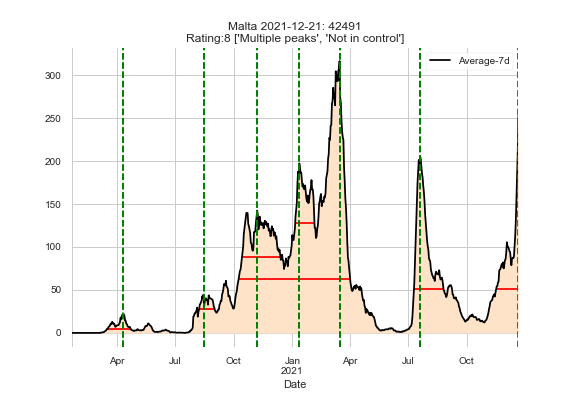 Malta 2021-12-21: 42491
Rating:8 ['Multiple peaks', 'Not in control']
Average-7d
300
250
200
150
100
50
0
Apr
Jul
Oct
Jan
2021
Apr
Jul
Oct
Date